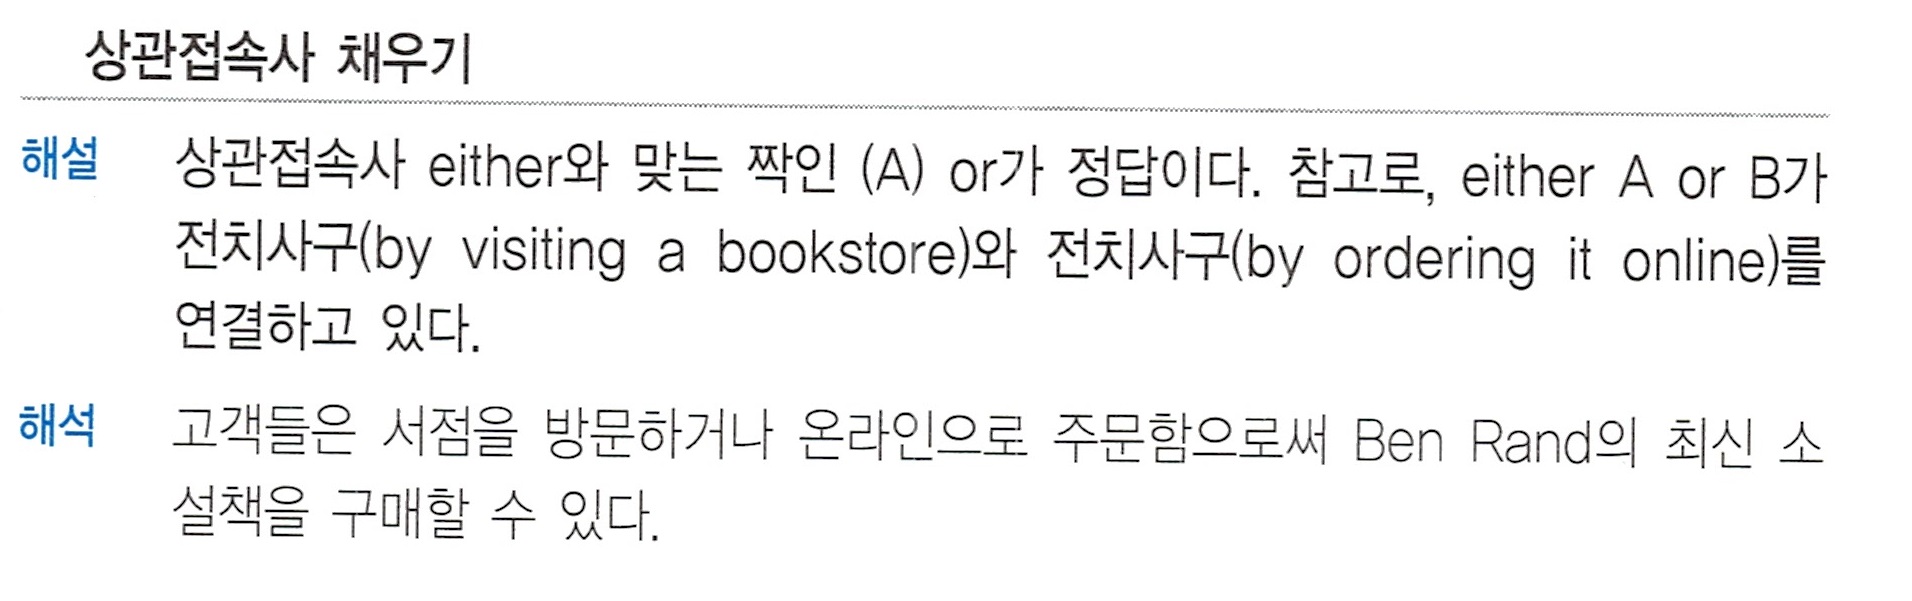 상관접속사 채우기
해설 상관접속사 either와 맞는 짝인 (A) or가 정답이다. 참고로, either A or B가
전치사구(by visiting a bookstore)와 전치사구(by ordering it online)를
연결하고 있다.
해석 고객들은 서점을 방문하거나 온라인으로 주문함으로써 Ben Rand의 최신 소
설책을 구매할 수 있다.